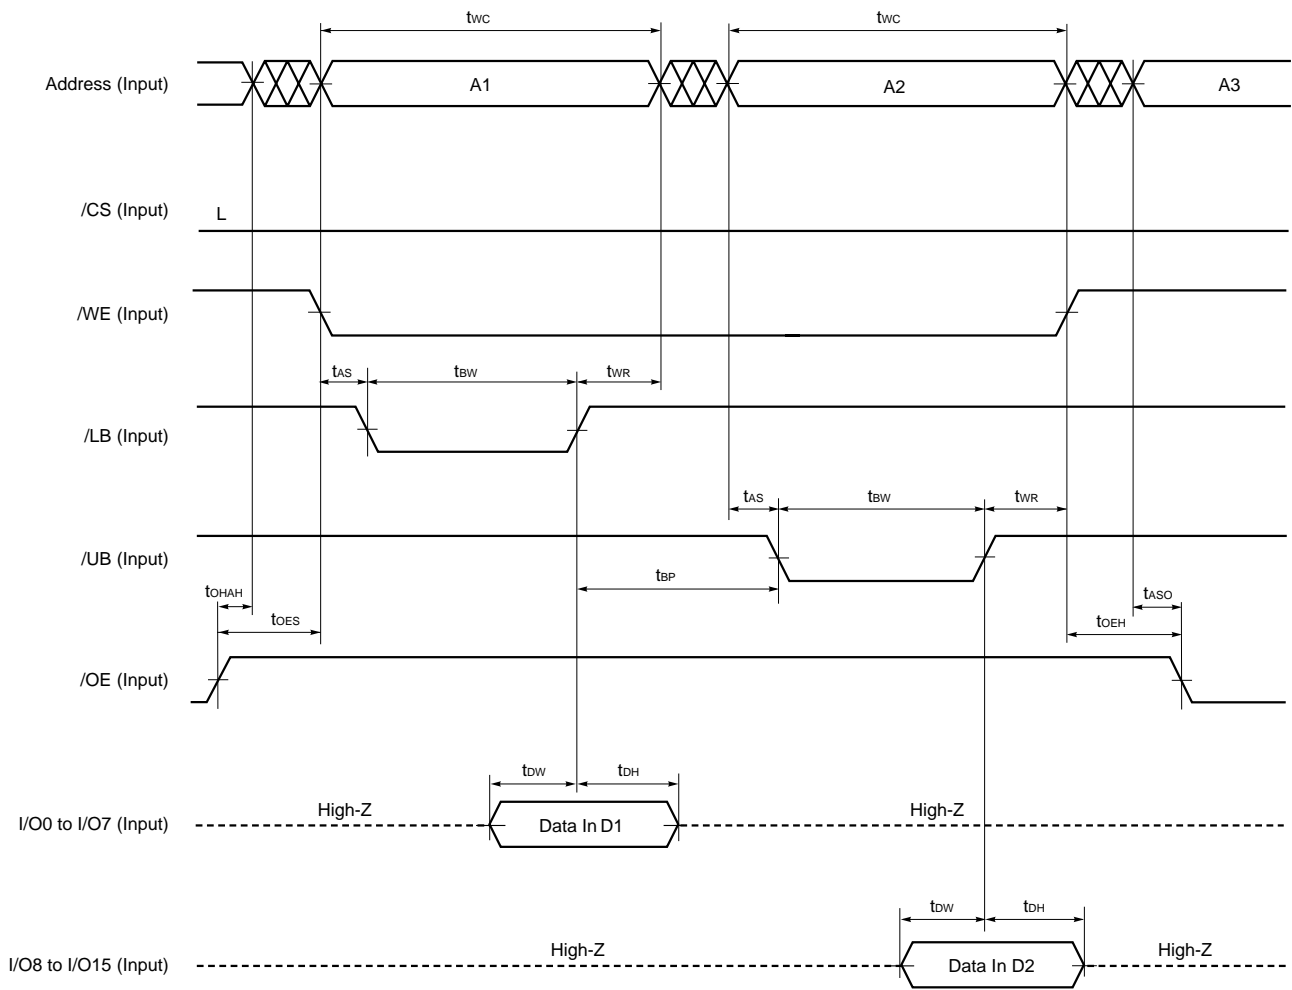 tWC tWC
Address (Input) A1 A2 A3
/CS (Input) L
/WE (Input)
tAS tBW tWR
/LB (Input)
tAS tBW tWR
/UB (Input)
tBP
tOHAH tASO
tOES tOEH
/OE (Input)
tDW tDH
I/O0 to I/O7 (Input) High-Z Data In D1 High-Z
tDW tDH
I/O8 to I/O15 (Input) High-Z Data In D2 High-Z